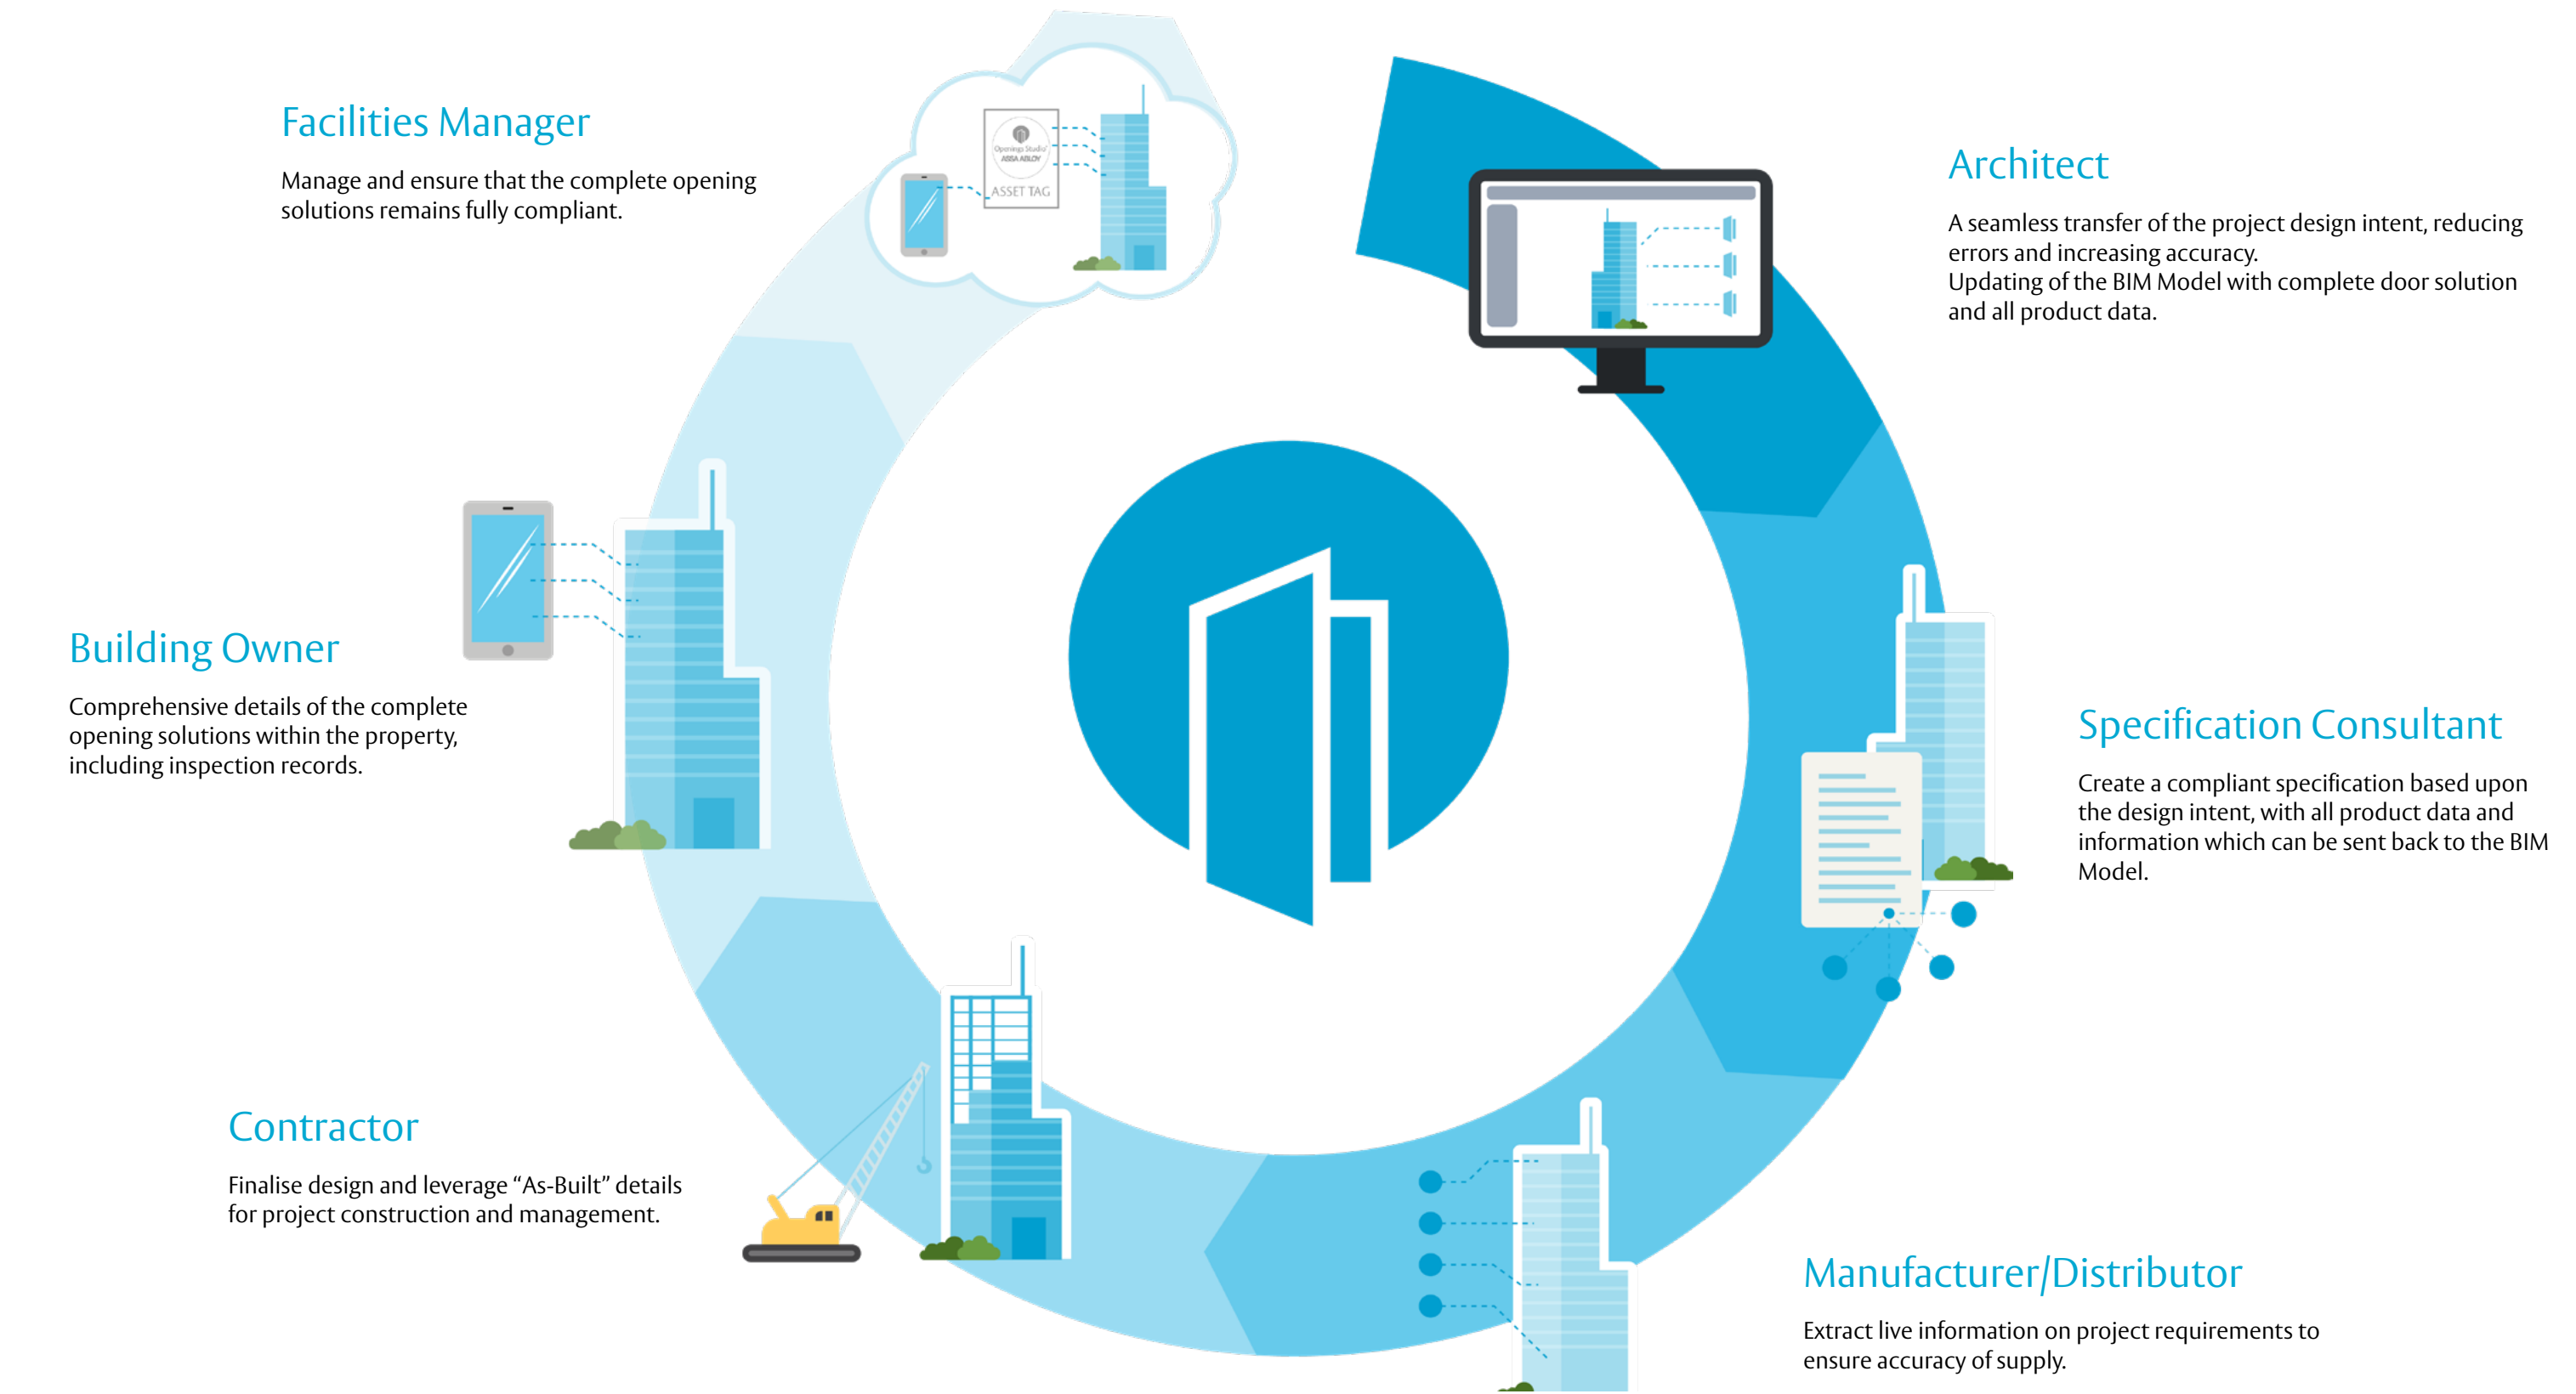 Facilities Manager
Manage and ensure that the complete opening
solutions remains fully compliant.
Openings Studio
ASSA ABLOY
ASSET TAG
Architect
A seamless transfer of the project design intent, reducing
errors and increasing accuracy.
Updating of the BIM Model with complete door solution
and all product data.
Building Owner
Comprehensive details of the complete
opening solutions within the property,
including inspection records.
Specification Consultant
Create a compliant specification based upon
the design intent, with all product data and
information which can be sent back to the BIM
Model.
Contractor
Finalise design and leverage “As-Built” details
for project construction and management.
Manufacturer/Distributor
Extract live information on project requirements to
ensure accuracy of supply.